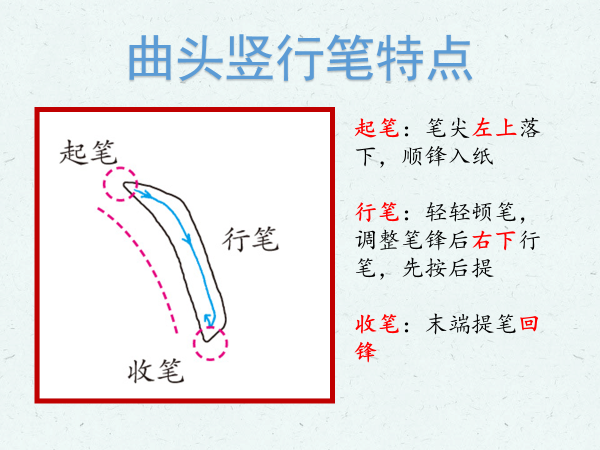 曲头竖行笔特点
起笔
行笔
收笔
起笔：笔尖左上落
下，顺锋入纸
行笔：轻轻顿笔，
调整笔锋后右下行
笔，先按后提
收笔：末端提笔回
锋